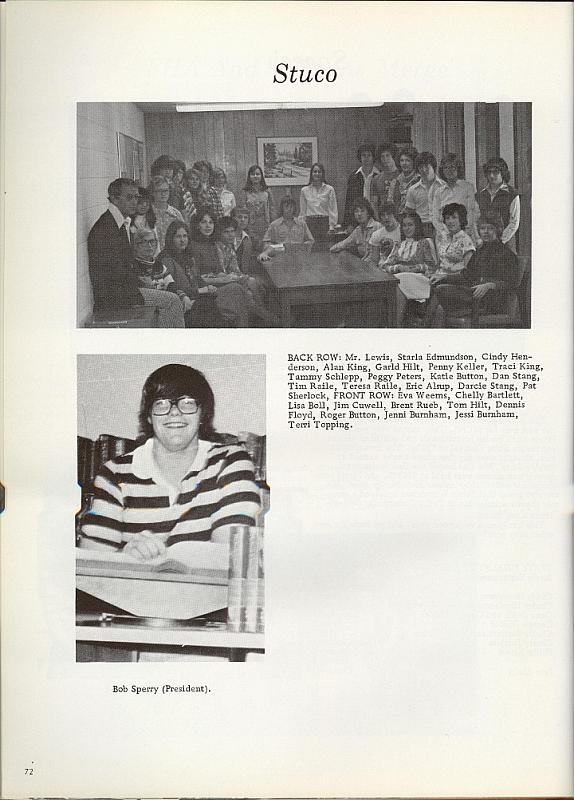 Stuco
BACK ROW: Mr. Lewis, Starla Edmundson, Cindy Hen-
derson, Alan King, Garld Hilt, Penny Keller, Traci King,
Tammy Schlepp, Peggy Peters, Katie Button, Dan Stang,
Tim Raile, Teresa Raile, Eric Alsup, Darcie Stang, Pat
Sherlock, FRONT ROW: Eva Weems, Chelly Bartlett,
Lisa Boll, Jim Cuwell, Brent Rueb, Tom Hilt, Dennis
Floyd, Roger Button, Jenni Burnham, Jessi Burnham,
Terri Topping.
Bob Sperry (President).
72